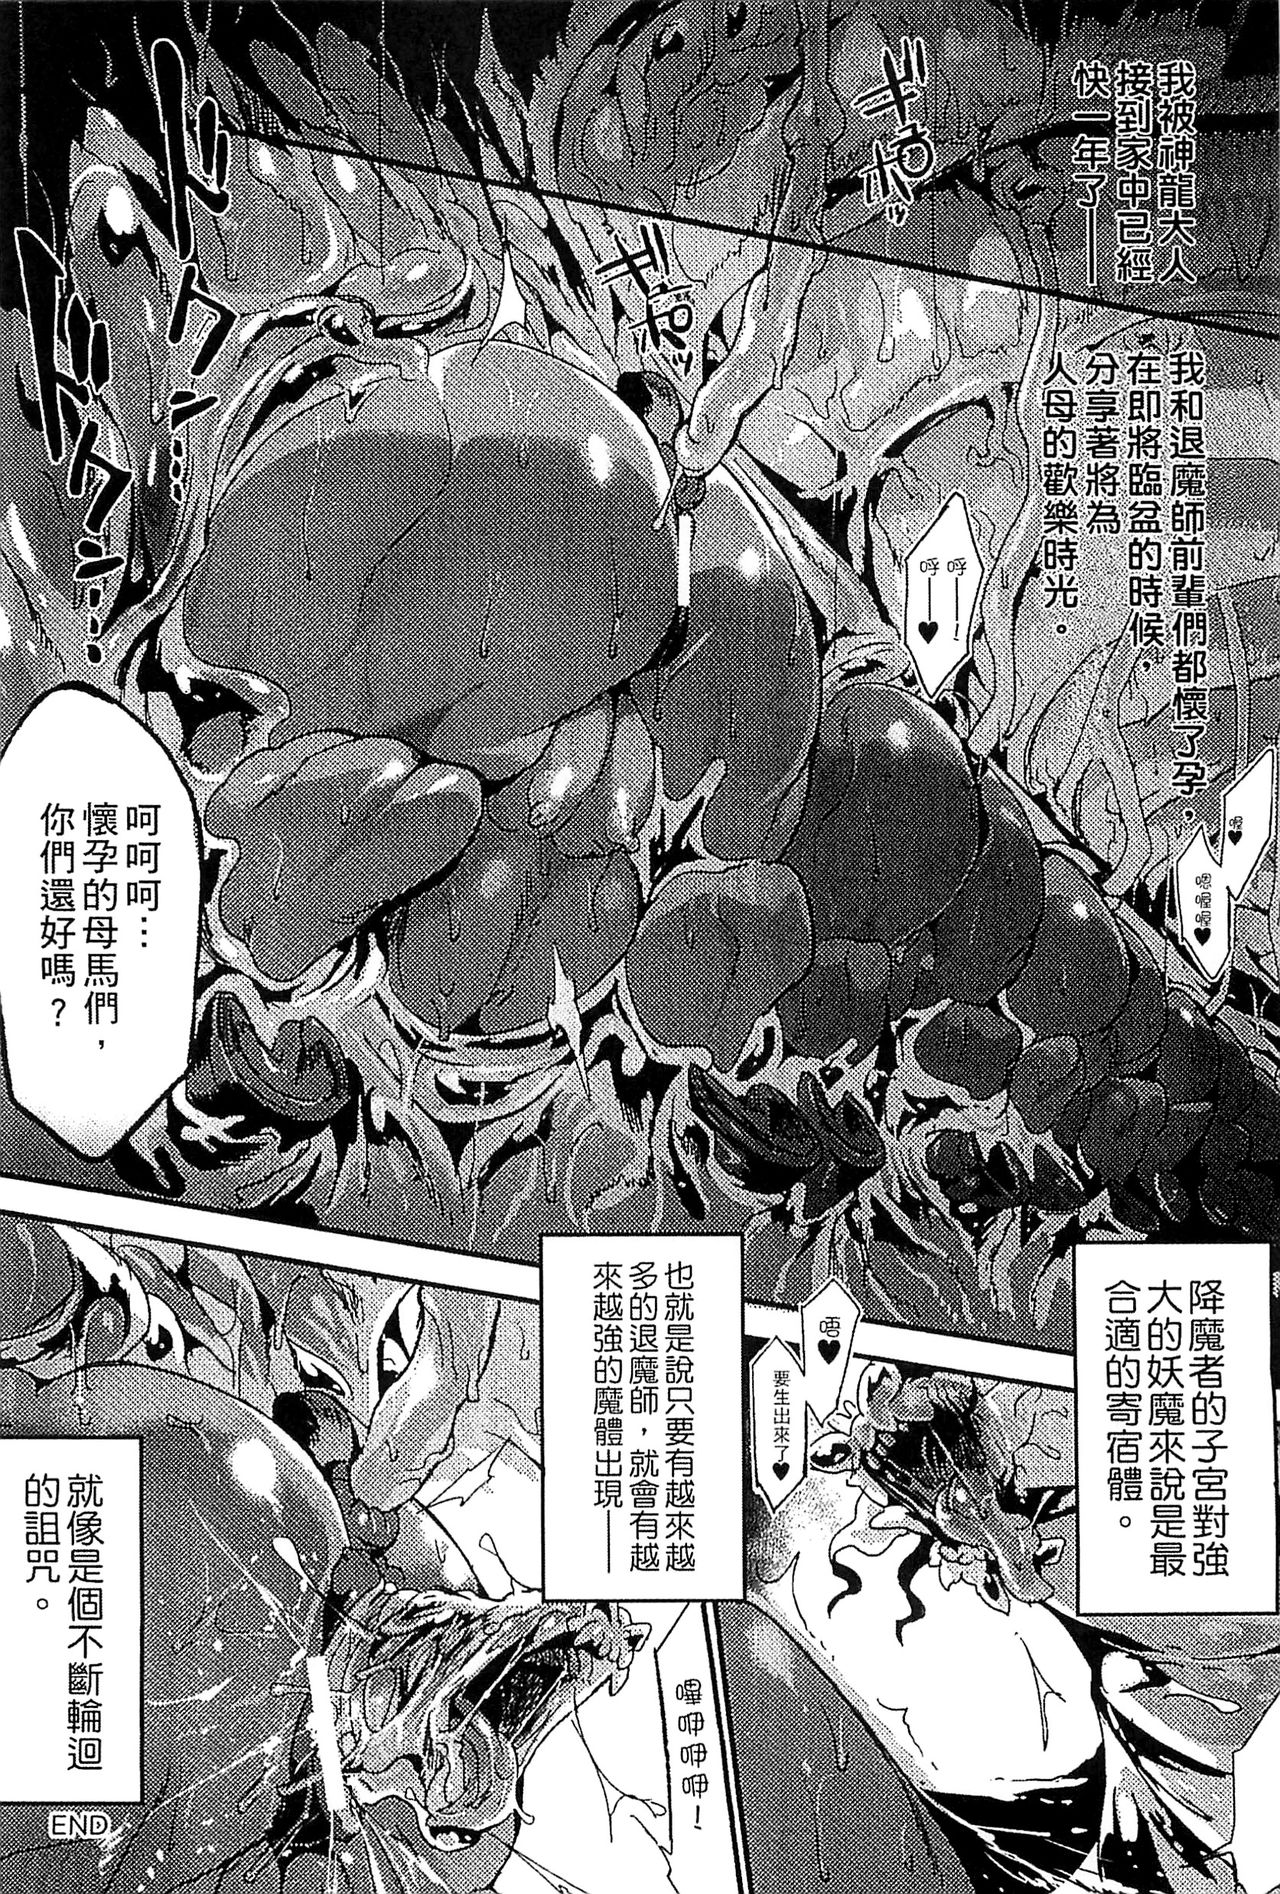 我被神龍大人
接到家中已經
快一年了——
ギ
ボ
ギ
ボ
ドクン
ドクン……
我和退魔師前輩們都懷了孕，
在即將臨盆的時候，
分享著將為
人母的歡樂時光。
呼——！
呼——♥
喔♥
嗯喔喔♥
呵呵呵…
懷孕的母馬們，
你們還好嗎？
降魔者的子宮對強
大的妖魔來說是最
合適的寄宿體。
唔♥
要生出來了♥
也就是說只要有越來越
多的退魔師，就會有越
來越強的魔體出現——
嗶咿咿咿！
就像是個不斷輪迴
的詛咒。
END